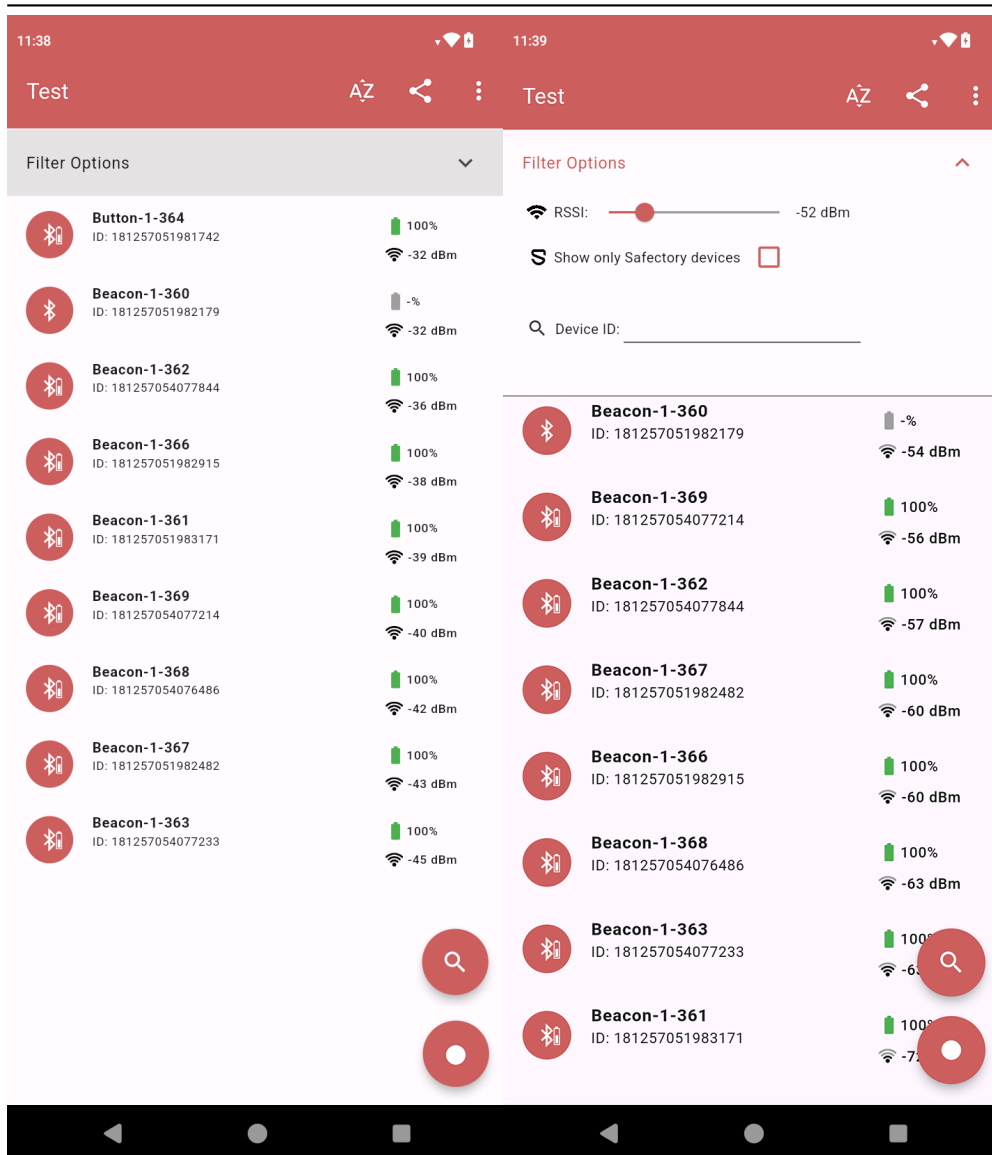 11:38
Test
AZ
Filter Options
Button-1-364
ID: 181257051981742
100%
-32 dBm
Beacon-1-360
ID: 181257051982179
-%
-32 dBm
Beacon-1-362
ID: 181257054077844
100%
-36 dBm
Beacon-1-366
ID: 181257051982915
100%
-38 dBm
Beacon-1-361
ID: 181257051983171
100%
-39 dBm
Beacon-1-369
ID: 181257054077214
100%
-40 dBm
Beacon-1-368
ID: 181257054076486
100%
-42 dBm
Beacon-1-367
ID: 181257051982482
100%
-43 dBm
Beacon-1-363
ID: 181257054077233
100%
-45 dBm
11:39
Test
AZ
Filter Options
RSSI: -52 dBm
Show only Safectory devices
Device ID:
Beacon-1-360
ID: 181257051982179
-%
-54 dBm
Beacon-1-369
ID: 181257054077214
100%
-56 dBm
Beacon-1-362
ID: 181257054077844
100%
-57 dBm
Beacon-1-367
ID: 181257051982482
100%
-60 dBm
Beacon-1-366
ID: 181257051982915
100%
-60 dBm
Beacon-1-368
ID: 181257054076486
100%
-63 dBm
Beacon-1-363
ID: 181257054077233
100
Beacon-1-361
ID: 181257051983171
100